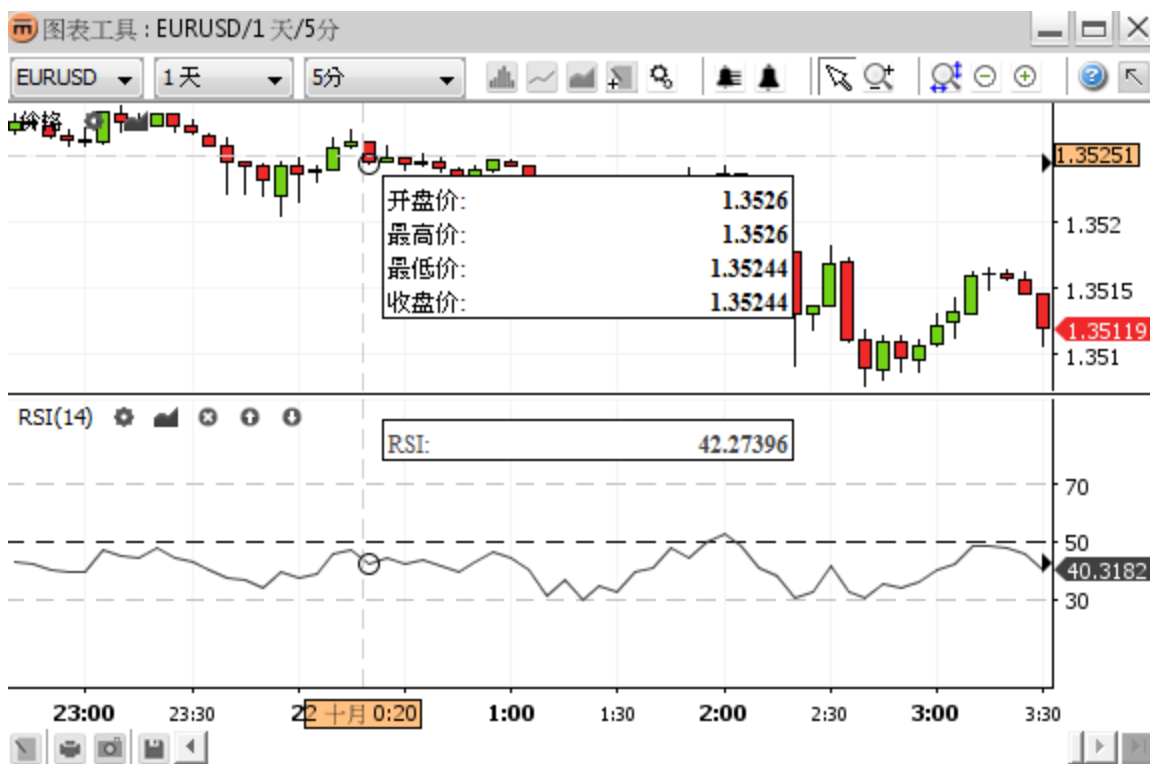 图表工具 : EURUSD/1 天/5分
EURUSD 1 天 5分
价格
1.35251
开盘价: 1.3526
最高价: 1.3526
最低价: 1.35244
收盘价: 1.35244
1.352
1.3515
1.35119
1.351
RSI(14)
RSI: 42.27396
70
50
40.3182
30
23:00 23:30 22 十月 0:20 1:00 1:30 2:00 2:30 3:00 3:30